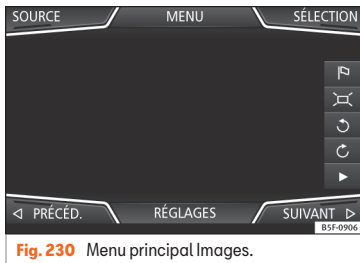 SOURCE MENU SÉLECTION
◁ PRÉCÉD. RÉGLAGES SUIVANT ▷
B5F-0906
Fig. 230 Menu principal Images.